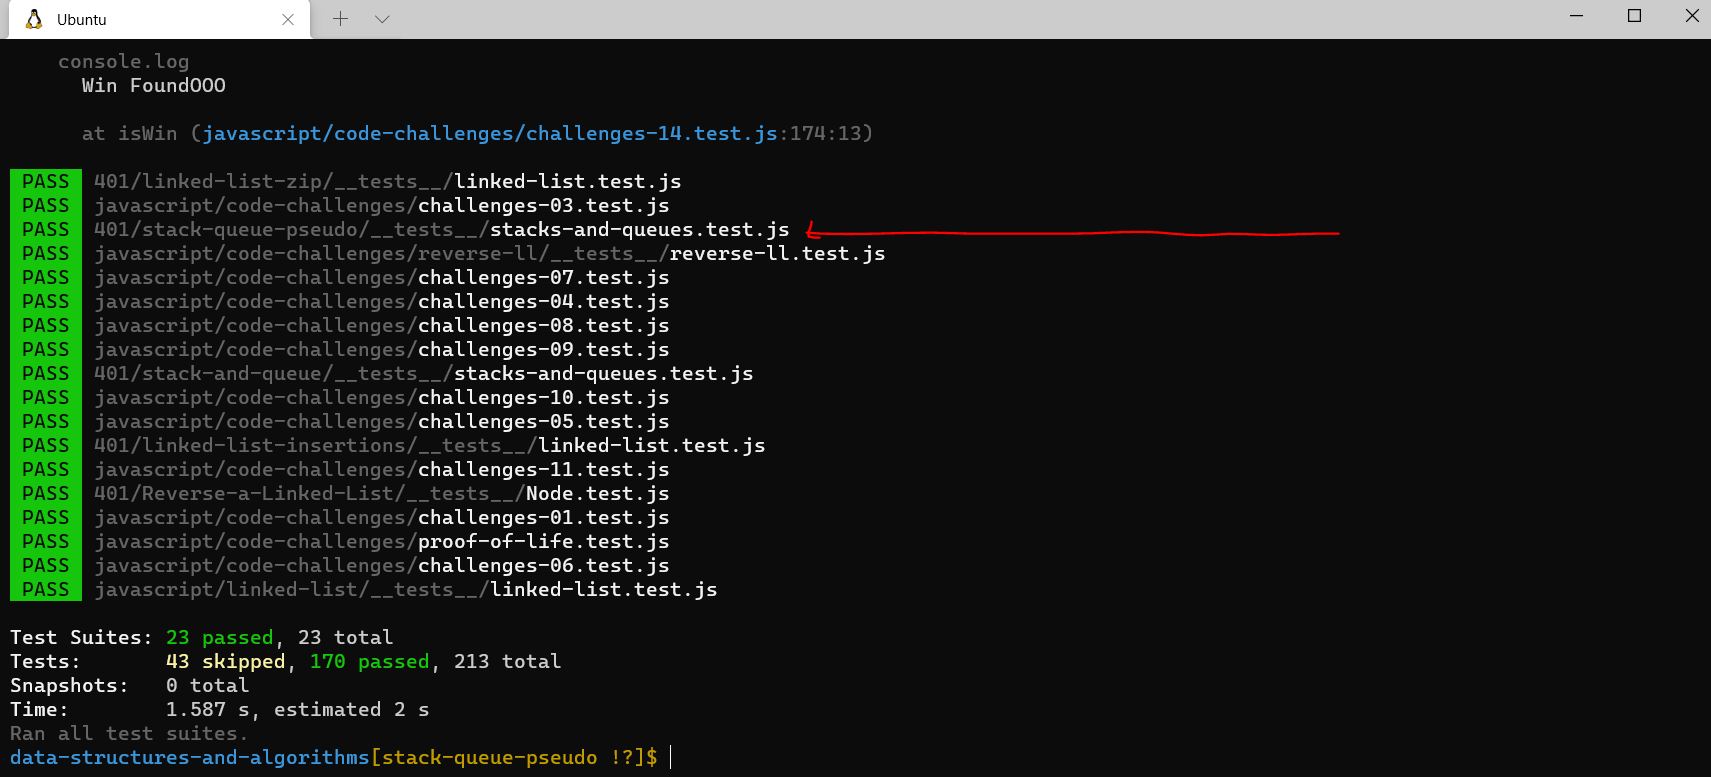 Ubuntu
console.log
Win FoundOOO
at isWin (javascript/code-challenges/challenges-14.test.js:174:13)
PASS 401/linked-list-zip/__tests__/linked-list.test.js
PASS javascript/code-challenges/challenges-03.test.js
PASS 401/stack-queue-pseudo/__tests__/stacks-and-queues.test.js
PASS javascript/code-challenges/reverse-ll/__tests__/reverse-ll.test.js
PASS javascript/code-challenges/challenges-07.test.js
PASS javascript/code-challenges/challenges-04.test.js
PASS javascript/code-challenges/challenges-08.test.js
PASS javascript/code-challenges/challenges-09.test.js
PASS 401/stack-and-queue/__tests__/stacks-and-queues.test.js
PASS javascript/code-challenges/challenges-10.test.js
PASS javascript/code-challenges/challenges-05.test.js
PASS 401/linked-list-insertions/__tests__/linked-list.test.js
PASS javascript/code-challenges/challenges-11.test.js
PASS 401/Reverse-a-Linked-List/__tests__/Node.test.js
PASS javascript/code-challenges/challenges-01.test.js
PASS javascript/code-challenges/proof-of-life.test.js
PASS javascript/code-challenges/challenges-06.test.js
PASS javascript/linked-list/__tests__/linked-list.test.js
Test Suites: 23 passed, 23 total
Tests: 43 skipped, 170 passed, 213 total
Snapshots: 0 total
Time: 1.587 s, estimated 2 s
Ran all test suites.
data-structures-and-algorithms[stack-queue-pseudo !?]$